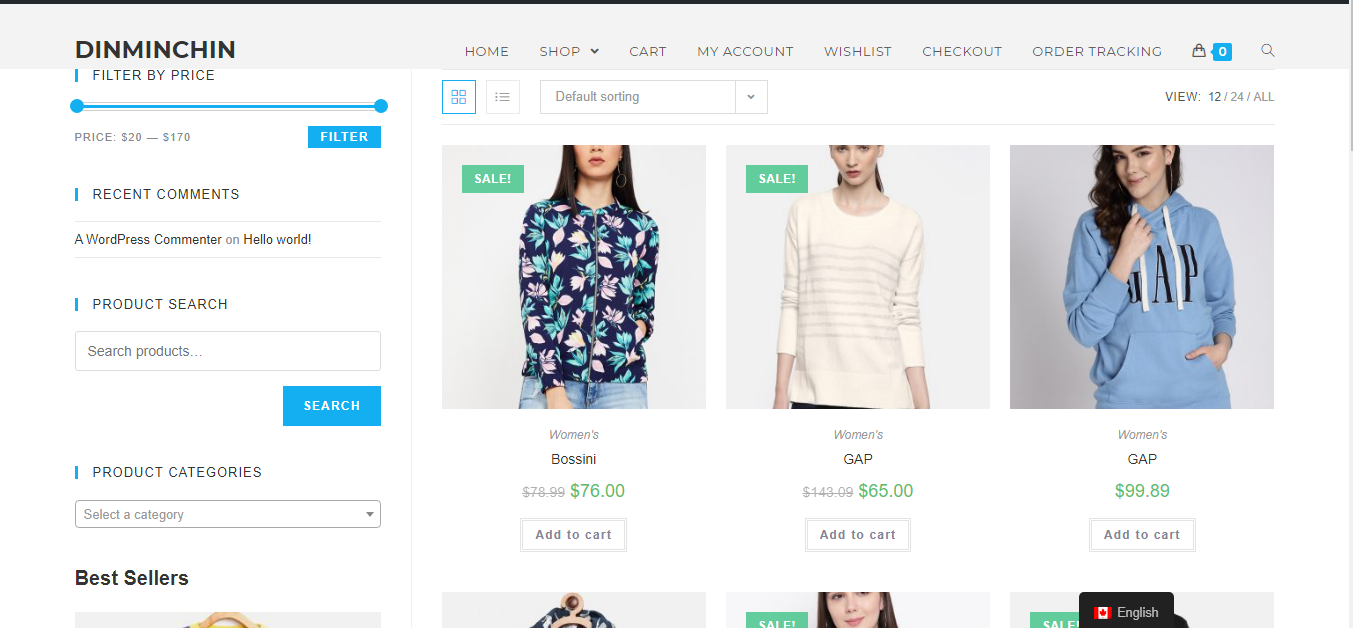 DINMINCHIN
HOME SHOP CART MY ACCOUNT WISHLIST CHECKOUT ORDER TRACKING 0
FILTER BY PRICE
PRICE: $20 — $170
FILTER
RECENT COMMENTS
A WordPress Commenter on Hello world!
PRODUCT SEARCH
Search products…
SEARCH
PRODUCT CATEGORIES
Select a category
Best Sellers
Default sorting
VIEW: 12 / 24 / ALL
SALE!
Women's
Bossini
$78.99 $76.00
Add to cart
SALE!
Women's
GAP
$143.09 $65.00
Add to cart
GAP
Women's
GAP
$99.89
Add to cart
SALE!
SALE!
English